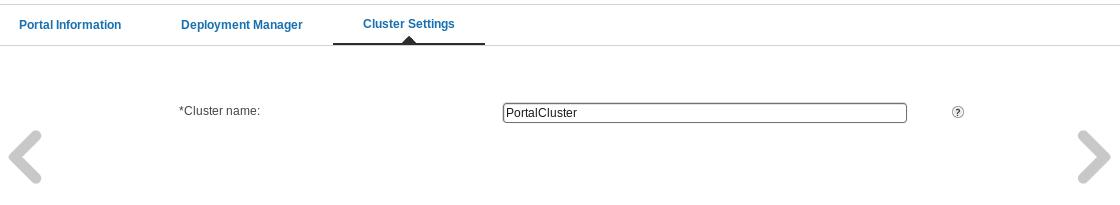 Portal Information Deployment Manager Cluster Settings
*Cluster name: PortalCluster ?